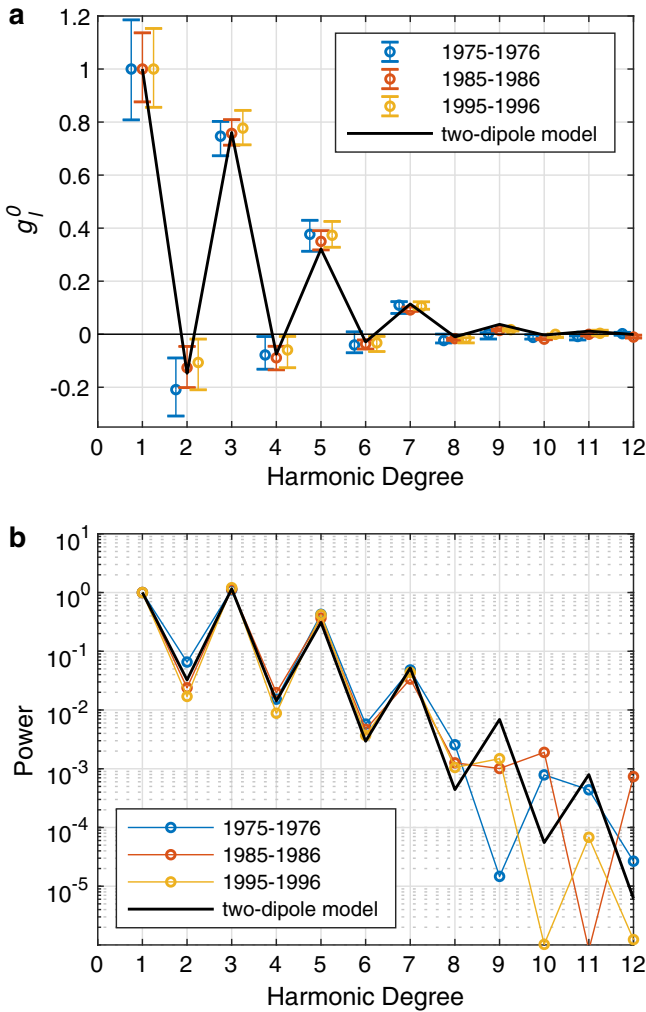 a
1.2
1
0.8
0.6
0.4
0.2
0
-0.2
g_l^0
1975-1976
1985-1986
1995-1996
two-dipole model
0 1 2 3 4 5 6 7 8 9 10 11 12
Harmonic Degree
b
10^1
10^0
10^-1
10^-2
10^-3
10^-4
10^-5
Power
1975-1976
1985-1986
1995-1996
two-dipole model
0 1 2 3 4 5 6 7 8 9 10 11 12
Harmonic Degree